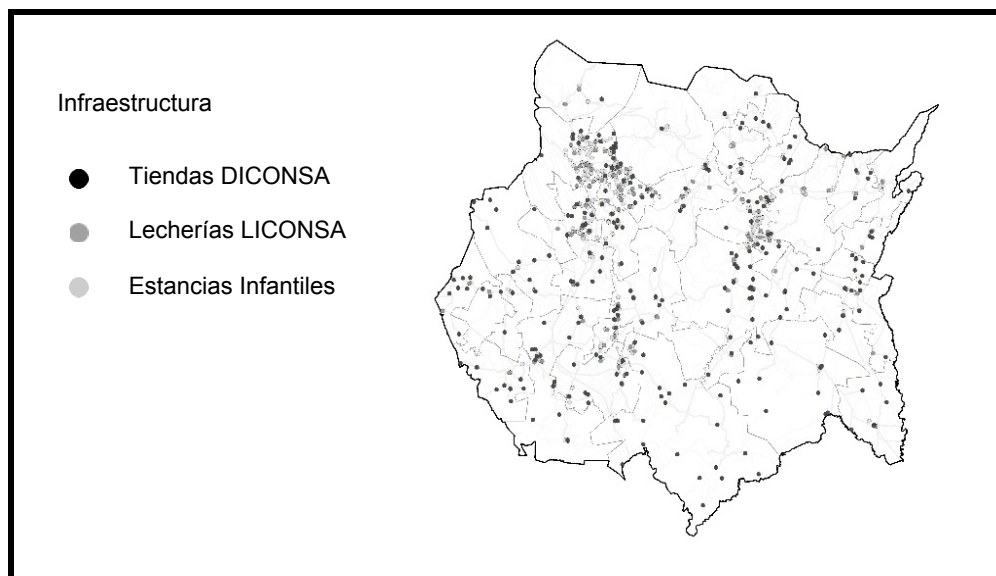 Infraestructura
Tiendas DICONSA
Lecherías LICONSA
Estancias Infantiles